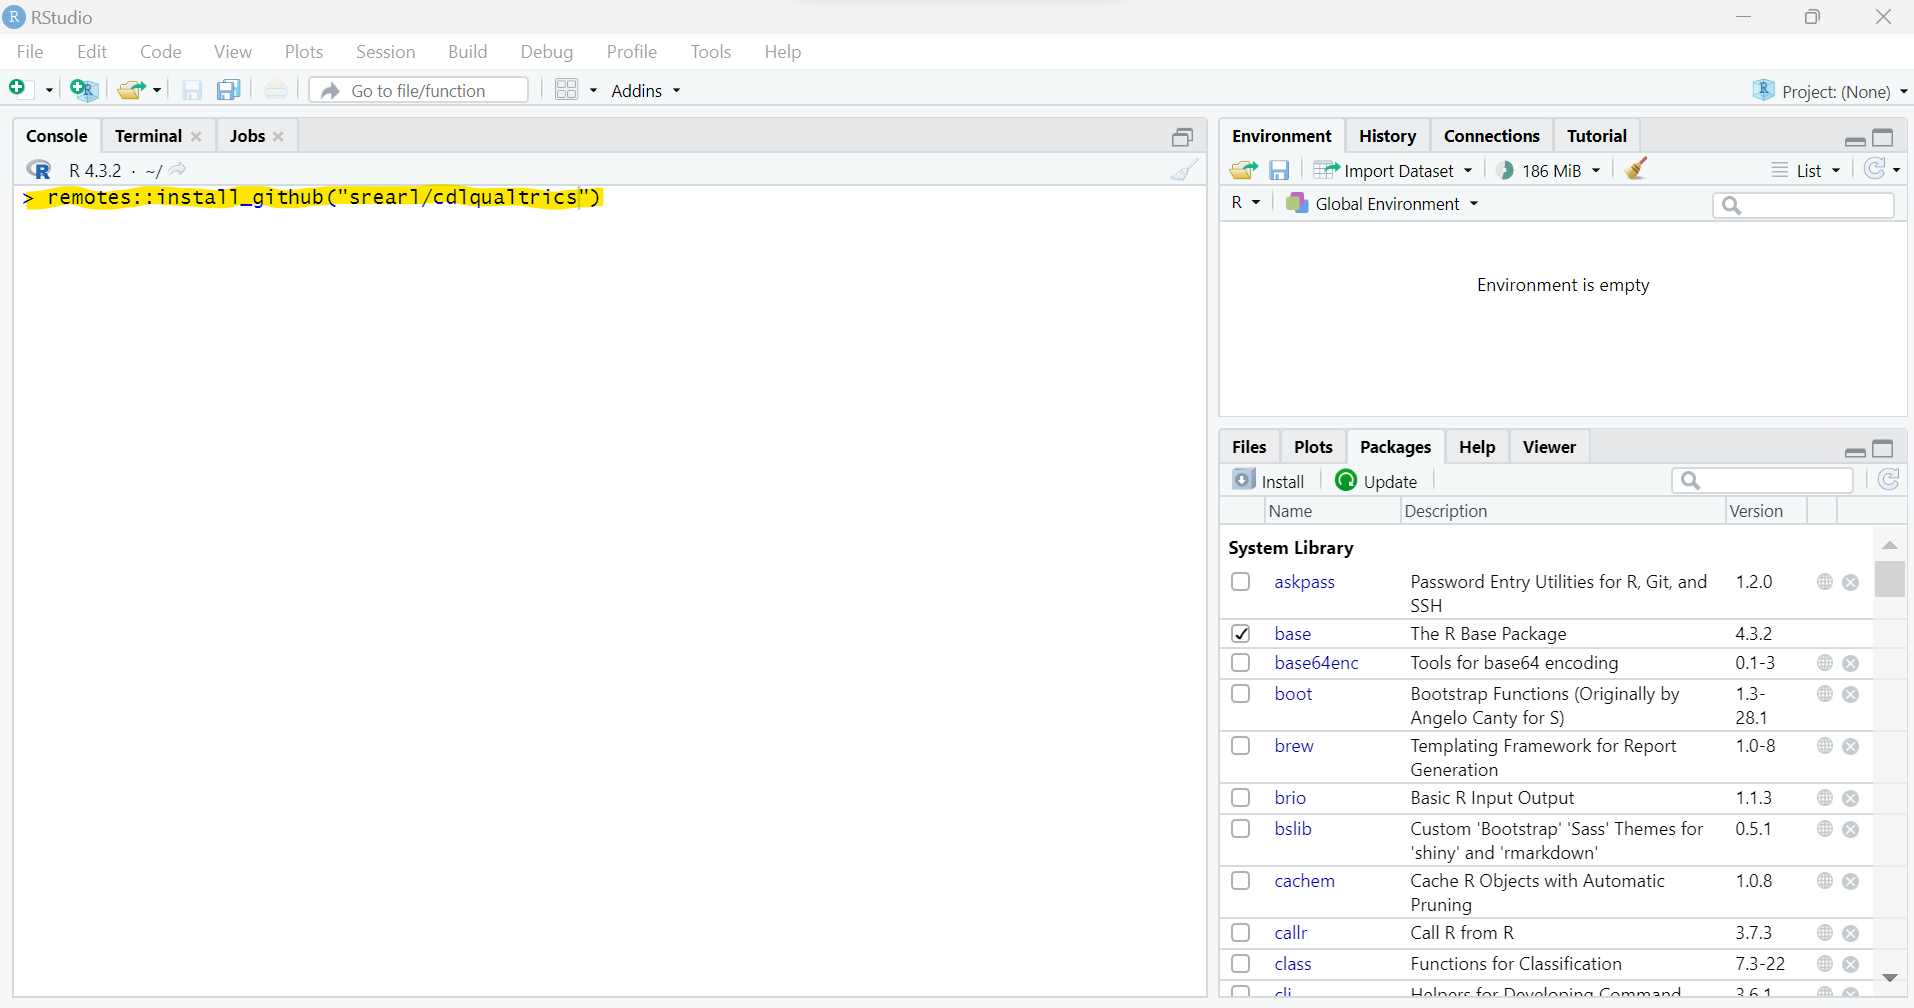 RStudio
File Edit Code View Plots Session Build Debug Profile Tools Help
Go to file/function Addins Project: (None)
Console Terminal Jobs
R 4.3.2 · ~/
> remotes::install_github("srearl/cdlqualtrics")
Environment History Connections Tutorial
Import Dataset 186 MiB List
R Global Environment
Environment is empty
Files Plots Packages Help Viewer
Install Update
Name Description Version
System Library
askpass Password Entry Utilities for R, Git, and 1.2.0
SSH
base The R Base Package 4.3.2
base64enc Tools for base64 encoding 0.1-3
boot Bootstrap Functions (Originally by 1.3-
Angelo Canty for S) 28.1
brew Templating Framework for Report 1.0-8
Generation
brio Basic R Input Output 1.1.3
bslib Custom 'Bootstrap' 'Sass' Themes for 0.5.1
'shiny' and 'rmarkdown'
cachem Cache R Objects with Automatic 1.0.8
Pruning
callr Call R from R 3.7.3
class Functions for Classification 7.3-22
cli Helpers for Developing Command 3.6.1